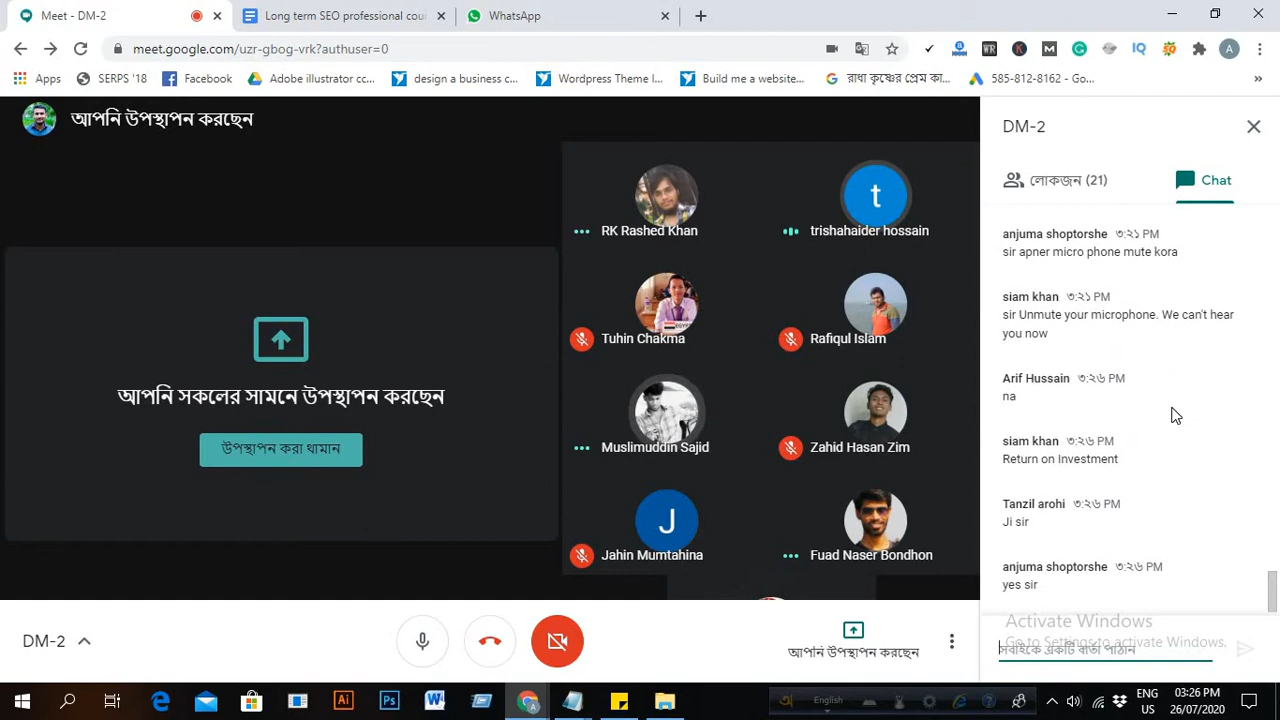 Meet - DM-2
Long term SEO professional cou
WhatsApp
meet.google.com/uzr-gbog-vrk?authuser=0
Apps
SERPS '18
Facebook
Adobe illustrator cc...
design a business c...
Wordpress Theme I...
Build me a website...
রাধা কৃষ্ণের প্রেম কা...
585-812-8162 - Go...
আপনি উপস্থাপন করছেন
আপনি সকলের সামনে উপস্থাপন করছেন
উপস্থাপন করা থামান
RK Rashed Khan
t
trishahaider hossain
Tuhin Chakma
Rafiqul Islam
Muslimuddin Sajid
Zahid Hasan Zim
J
Jahin Mumtahina
Fuad Naser Bondhon
DM-2
লোকজন (21)
Chat
anjuma shoptorshe ৩:২১ PM
sir apner micro phone mute kora
siam khan ৩:২১ PM
sir Unmute your microphone. We can't hear
you now
Arif Hussain ৩:২৬ PM
na
siam khan ৩:২৬ PM
Return on Investment
Tanzil arohi ৩:২৬ PM
Ji sir
anjuma shoptorshe ৩:২৬ PM
yes sir
Activate Windows
Go to Settings to activate Windows.
সবাইকে একটি বার্তা পাঠান
DM-2
আপনি উপস্থাপন করছেন
English
ENG
US
03:26 PM
26/07/2020